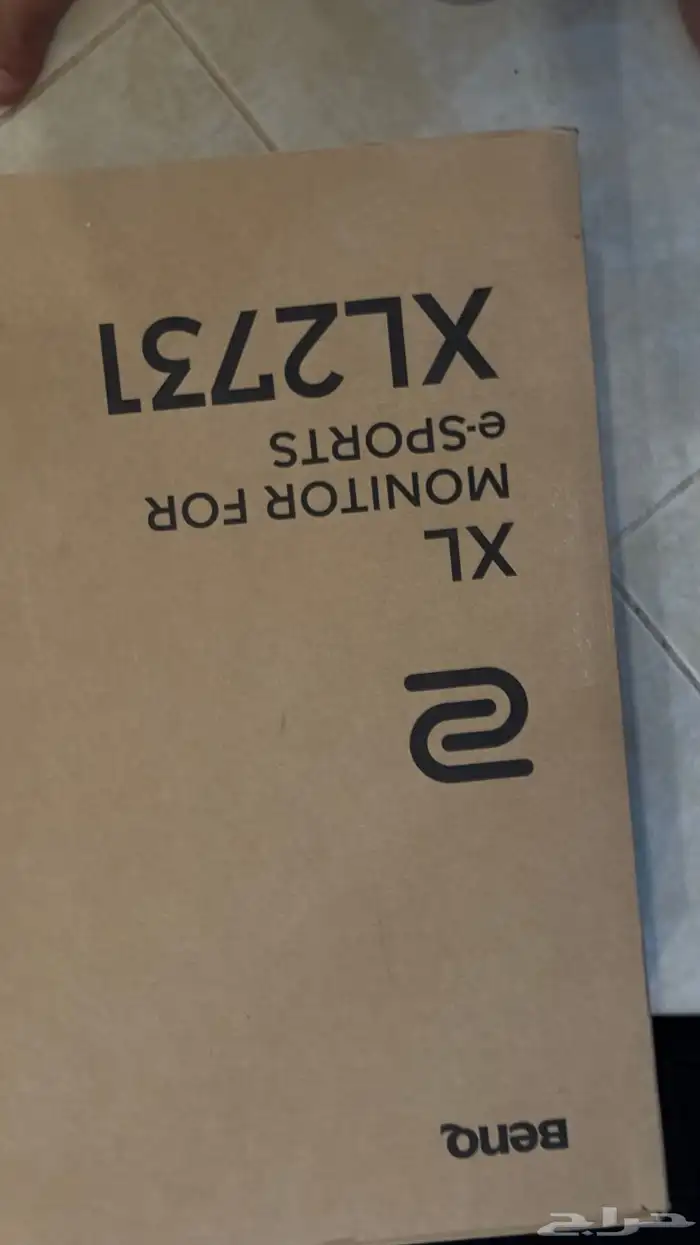 BenQ
XL
MONITOR FOR
e-SPORTS
XL2731
حراج